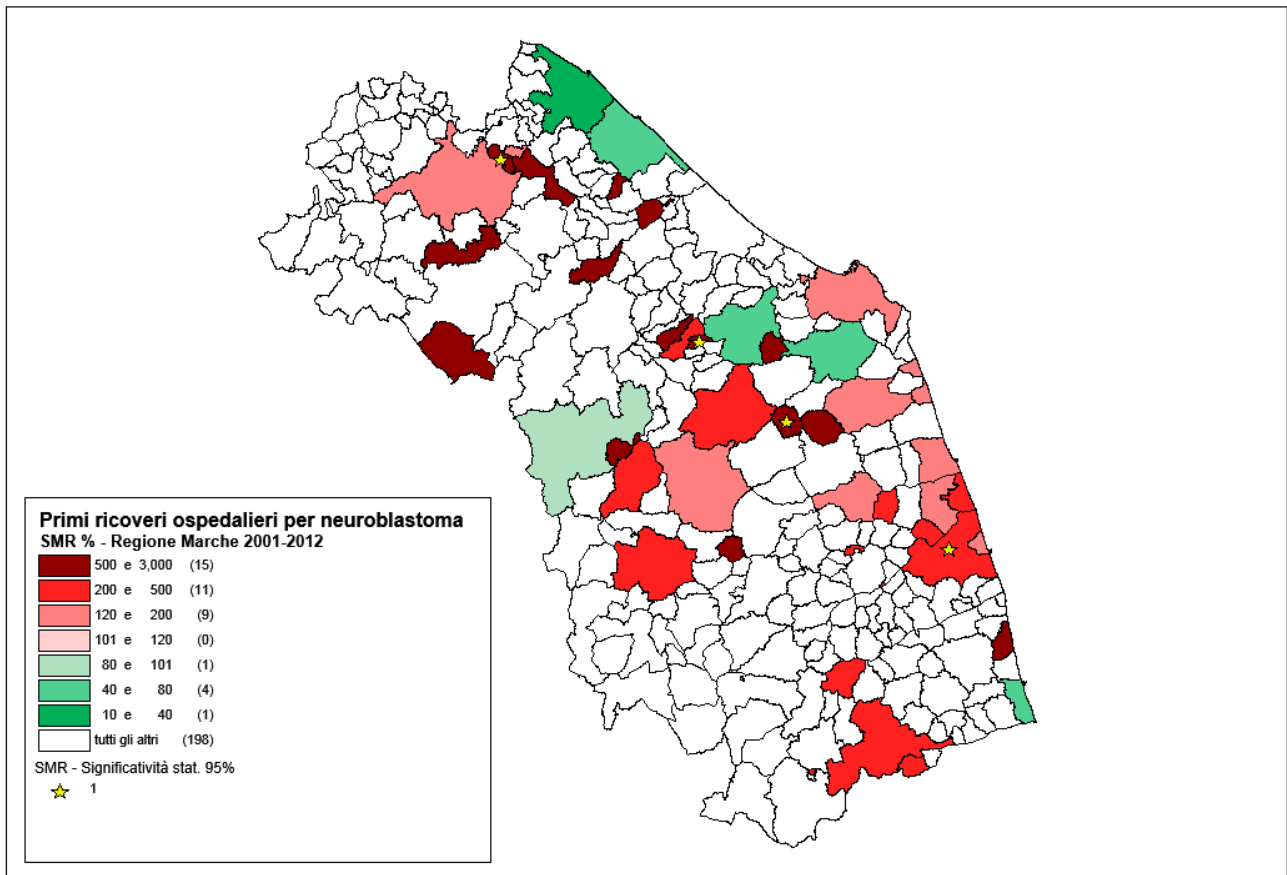 Primi ricoveri ospedalieri per neuroblastoma
SMR % - Regione Marche 2001-2012
500 e 3,000 (15)
200 e 500 (11)
120 e 200 (9)
101 e 120 (0)
80 e 101 (1)
40 e 80 (4)
10 e 40 (1)
tutti gli altri (198)
SMR - Significatività stat. 95%
1